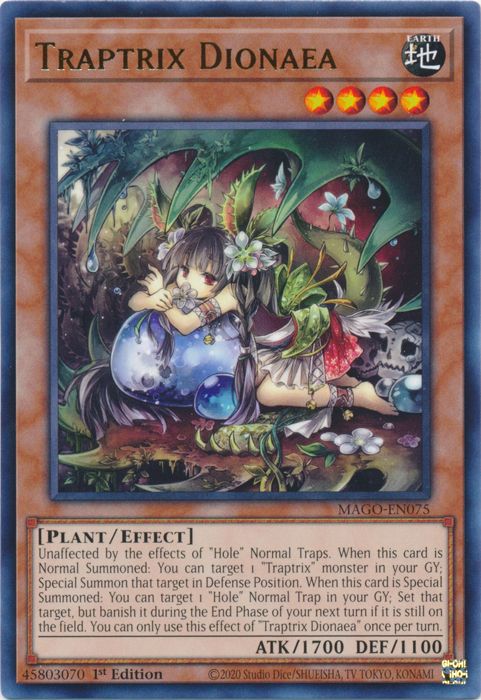 TRAPTRIX DIONAEA
EARTH
地
MAGO-EN075
[PLANT/EFFECT]
Unaffected by the effects of "Hole" Normal Traps. When this card is
Normal Summoned: You can target 1 "Traptrix" monster in your GY;
Special Summon that target in Defense Position. When this card is Special
Summoned: You can target 1 "Hole" Normal Trap in your GY; Set that
target, but banish it during the End Phase of your next turn if it is still on
the field. You can only use this effect of "Traptrix Dionaea" once per turn.
ATK/1700 DEF/1100
45803070 1st Edition ©2020 Studio Dice/SHUEISHA, TV TOKYO, KONAMI